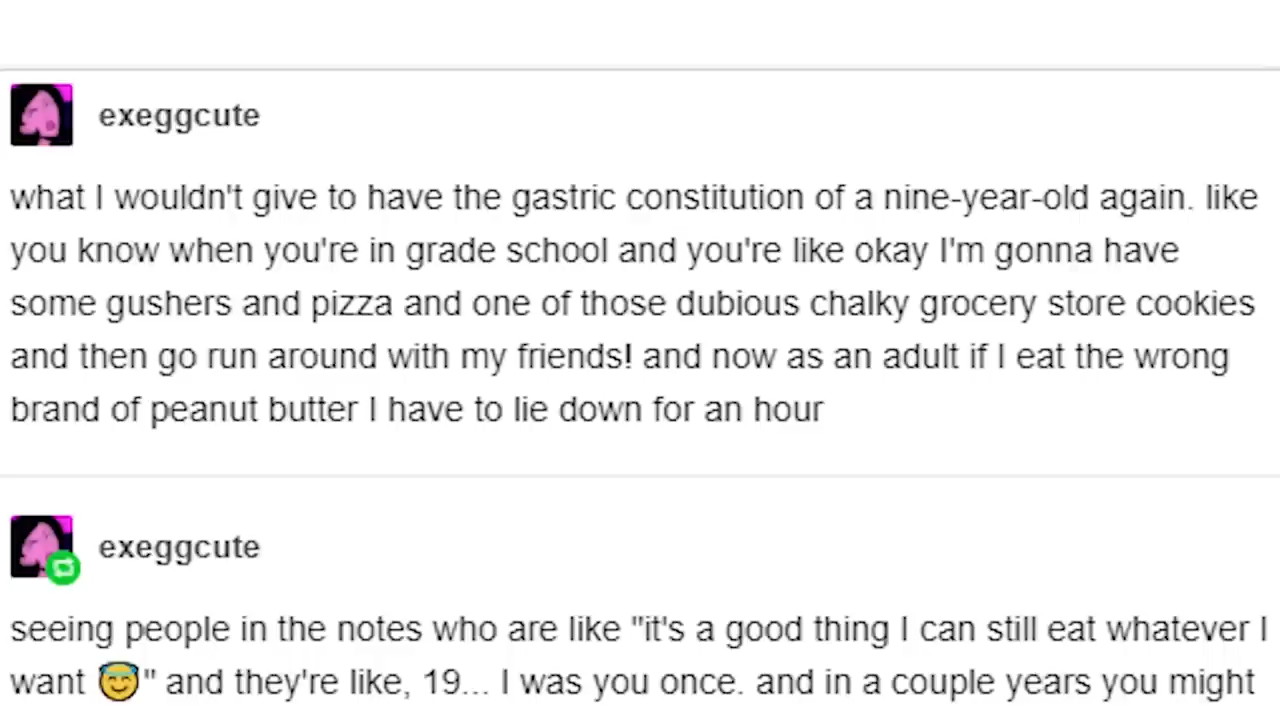 exeggcute
what I wouldn't give to have the gastric constitution of a nine-year-old again. like
you know when you're in grade school and you're like okay I'm gonna have
some gushers and pizza and one of those dubious chalky grocery store cookies
and then go run around with my friends! and now as an adult if I eat the wrong
brand of peanut butter I have to lie down for an hour
exeggcute
seeing people in the notes who are like "it's a good thing I can still eat whatever I
want 😇" and they're like, 19... I was you once. and in a couple years you might